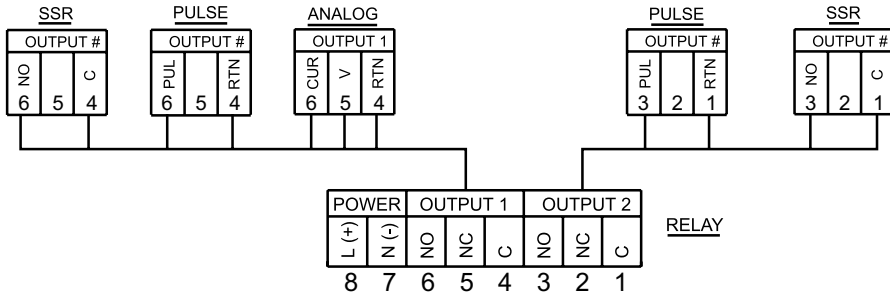 SSR PULSE ANALOG PULSE SSR
OUTPUT # OUTPUT # OUTPUT 1 OUTPUT # OUTPUT #
NO C PUL RTN CUR V RTN PUL RTN NO C
6 5 4 6 5 4 6 5 4 3 2 1 3 2 1
POWER OUTPUT 1 OUTPUT 2
RELAY
L (+) N (-) NO NC C NO NC C
8 7 6 5 4 3 2 1